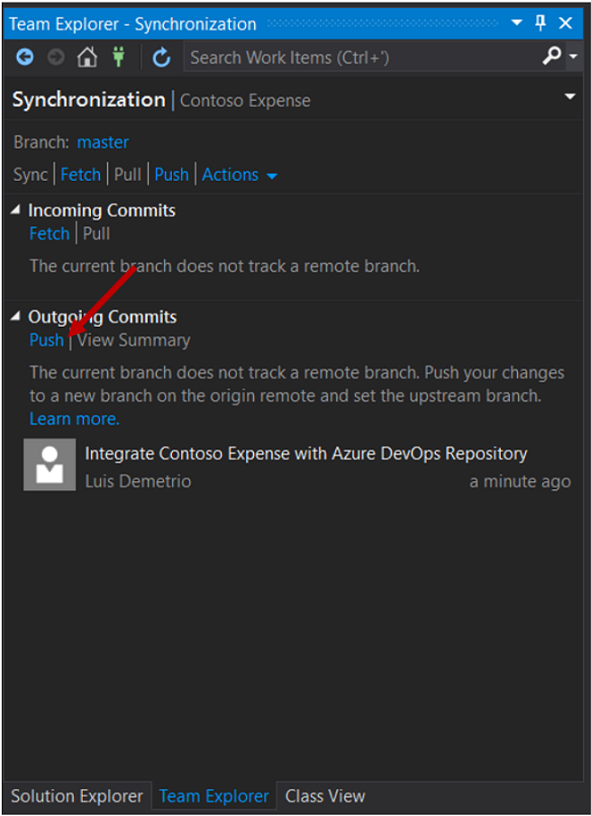 Team Explorer - Synchronization
Search Work Items (Ctrl+')
Synchronization | Contoso Expense
Branch: master
Sync | Fetch | Pull | Push | Actions
Incoming Commits
Fetch | Pull
The current branch does not track a remote branch.
Outgoing Commits
Push | View Summary
The current branch does not track a remote branch. Push your changes
to a new branch on the origin remote and set the upstream branch.
Learn more.
Integrate Contoso Expense with Azure DevOps Repository
Luis Demetrio a minute ago
Solution Explorer Team Explorer Class View